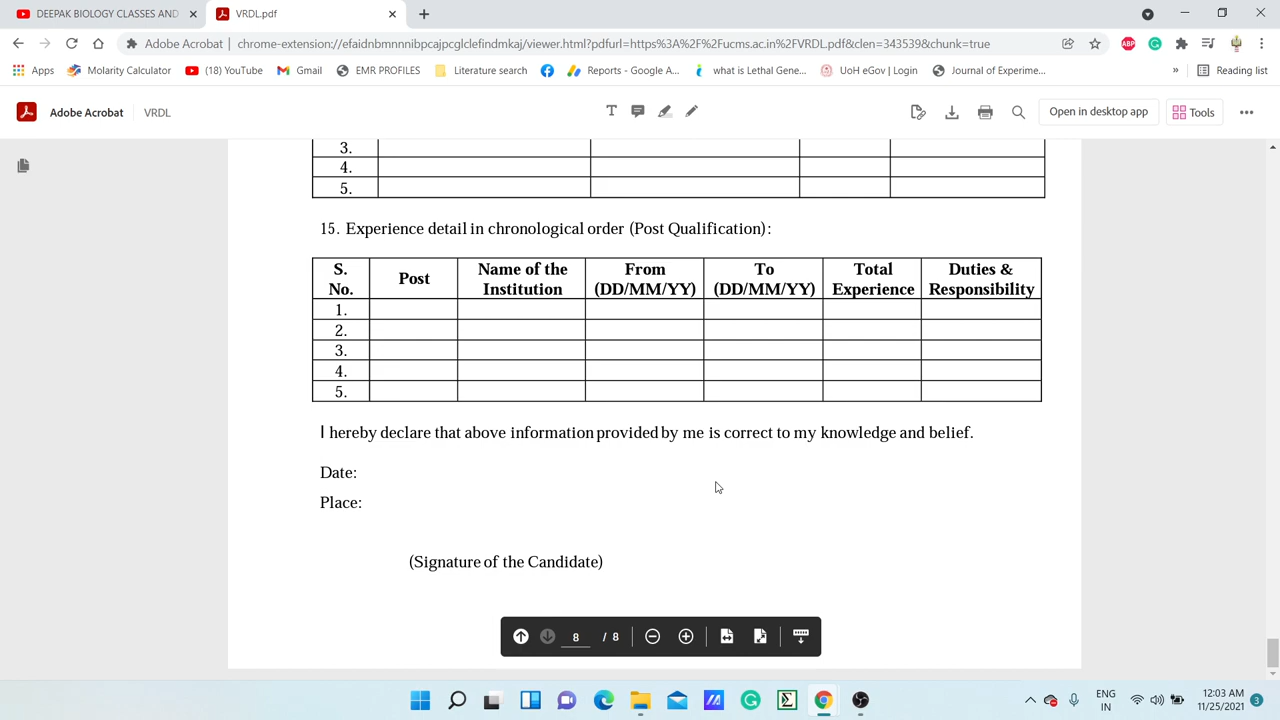 DEEPAK BIOLOGY CLASSES AND
VRDL.pdf
Adobe Acrobat | chrome-extension://efaidnbmnnnibpcajpcglclefindmkaj/viewer.html?pdfurl=https%3A%2F%2Fucms.ac.in%2FVRDL.pdf&clen=343539&chunk=true
ABP
Apps Molarity Calculator (18) YouTube Gmail EMR PROFILES Literature search Reports - Google A... what is Lethal Gene... UoH eGov | Login Journal of Experime... » Reading list
Adobe Acrobat VRDL Open in desktop app Tools
3.
4.
5.
15. Experience detail in chronological order (Post Qualification):
S. No. Post Name of the Institution From (DD/MM/YY) To (DD/MM/YY) Total Experience Duties & Responsibility
1.
2.
3.
4.
5.
I hereby declare that above information provided by me is correct to my knowledge and belief.
Date:
Place:
(Signature of the Candidate)
8 / 8
ENG 12:03 AM
IN 11/25/2021 3